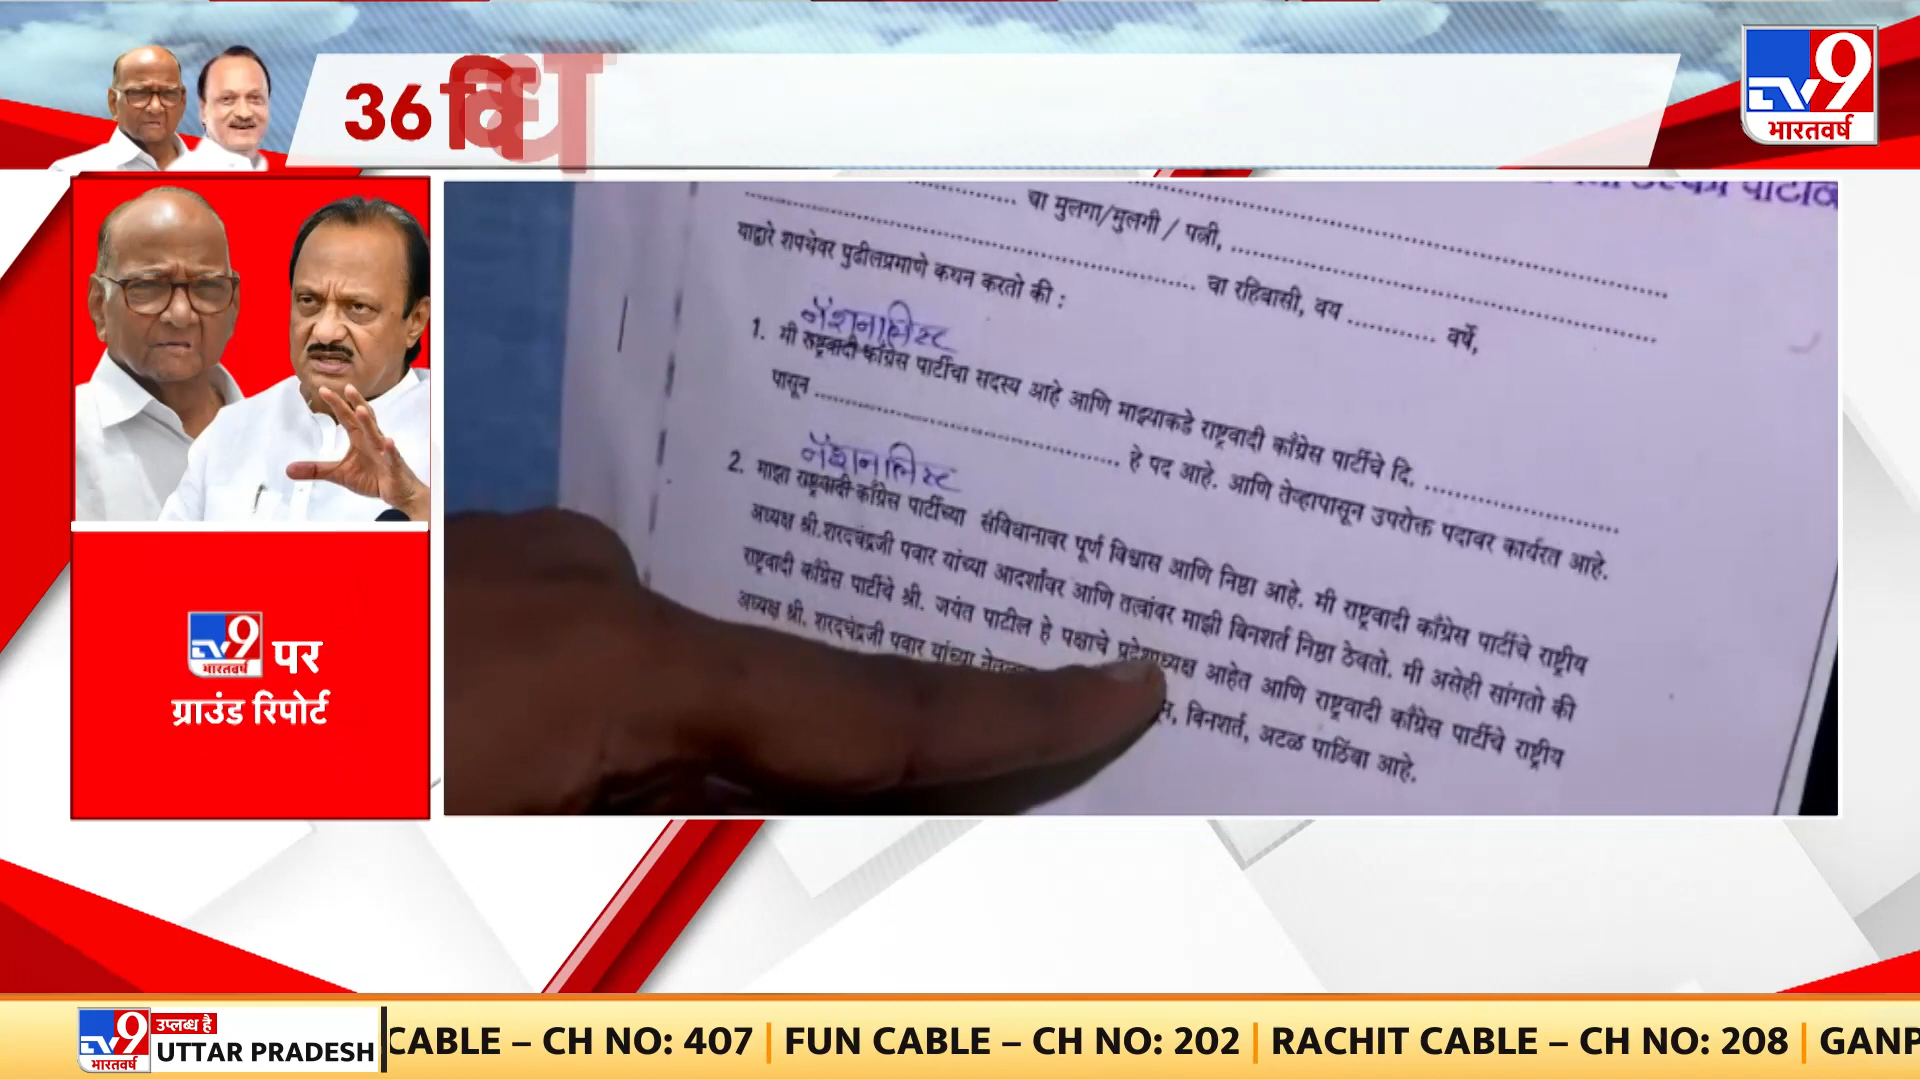 36
TV9
भारतवर्ष
चा मुलगा/मुलगी / पत्नी,
चा रहिवासी, वय ............ वर्षे,
याद्वारे शपथेवर पुढीलप्रमाणे कथन करतो की :
नॅशनालिस्ट
1. मी राष्ट्रवादी काँग्रेस पार्टीचा सदस्य आहे आणि माझ्याकडे राष्ट्रवादी काँग्रेस पार्टीचे दि. ............
पासून ............ हे पद आहे. आणि तेव्हापासून उपरोक्त पदावर कार्यरत आहे.
नॅशनालिस्ट
2. माझा राष्ट्रवादी काँग्रेस पार्टीच्या संविधानावर पूर्ण विश्वास आणि निष्ठा आहे. मी राष्ट्रवादी काँग्रेस पार्टीचे राष्ट्रीय
अध्यक्ष श्री.शरदचंद्रजी पवार यांच्या आदर्शांवर आणि तत्वांवर माझी बिनशर्त निष्ठा ठेवतो. मी असेही सांगतो की
राष्ट्रवादी काँग्रेस पार्टीचे श्री. जयंत पाटील हे पक्षाचे प्रदेशाध्यक्ष आहेत आणि राष्ट्रवादी काँग्रेस पार्टीचे राष्ट्रीय
अध्यक्ष श्री. शरदचंद्रजी पवार यांच्या बिनशर्त, अटळ पाठिंबा आहे.
TV9
भारतवर्ष
पर
ग्राउंड रिपोर्ट
TV9
भारतवर्ष
उप्लब्ध है
UTTAR PRADESH
CABLE – CH NO: 407 | FUN CABLE – CH NO: 202 | RACHIT CABLE – CH NO: 208 | GANP